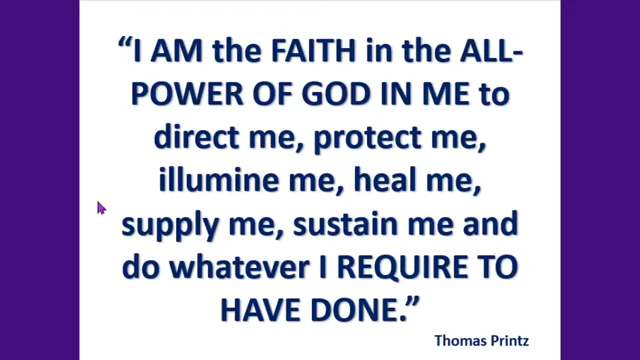 “I AM the FAITH in the ALL-
POWER OF GOD IN ME to
direct me, protect me,
illumine me, heal me,
supply me, sustain me and
do whatever I REQUIRE TO
HAVE DONE.”
Thomas Printz